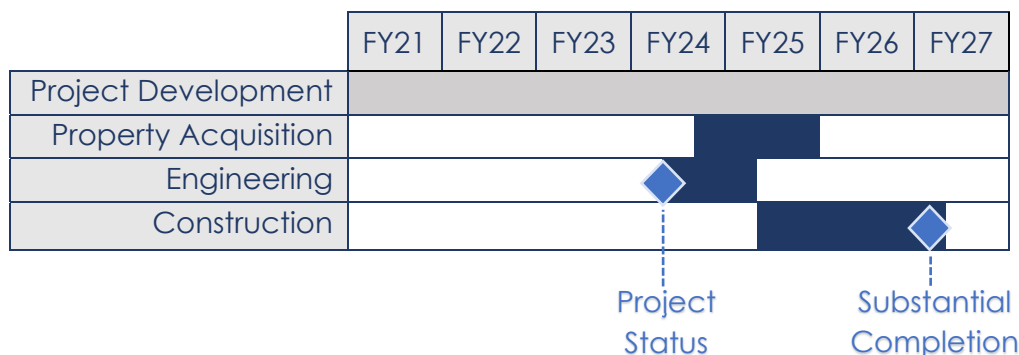 FY21 FY22 FY23 FY24 FY25 FY26 FY27
Project Development
Property Acquisition
Engineering
Construction
Project Status
Substantial Completion